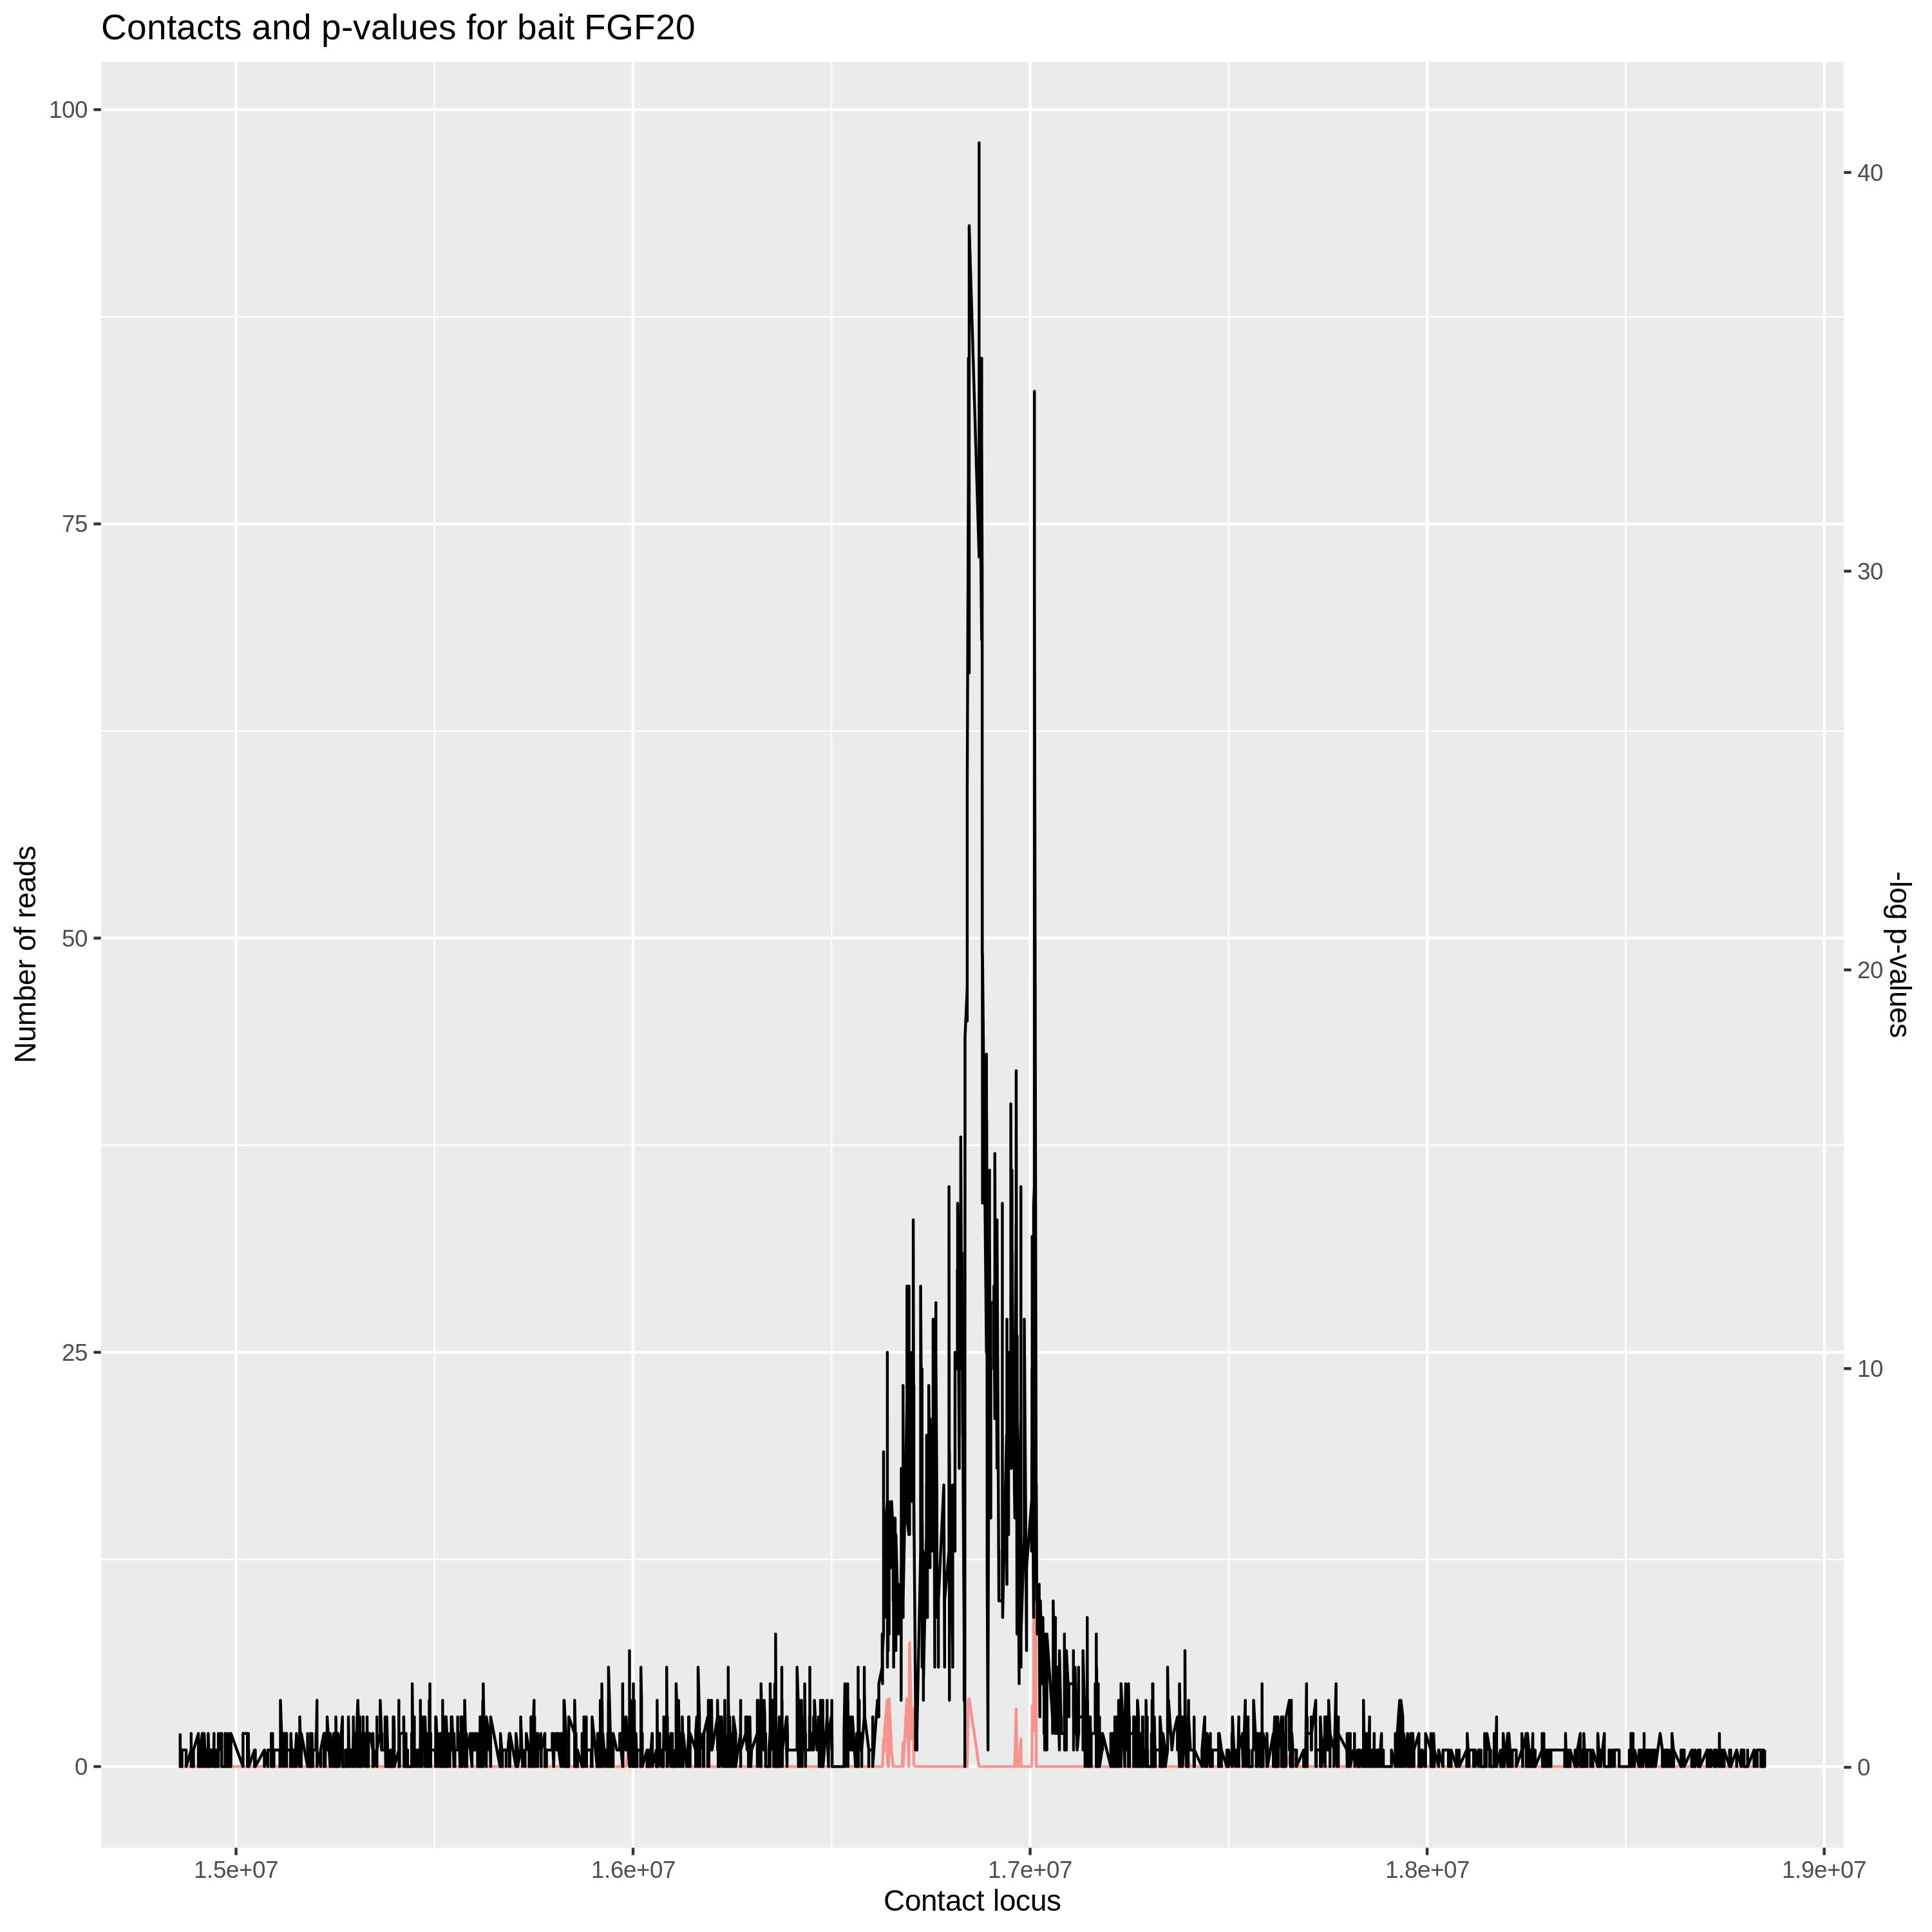 Contacts and p-values for bait FGF20
100
75
50
25
0
Number of reads
40
30
20
10
0
-log p-values
1.5e+07
1.6e+07
1.7e+07
1.8e+07
1.9e+07
Contact locus